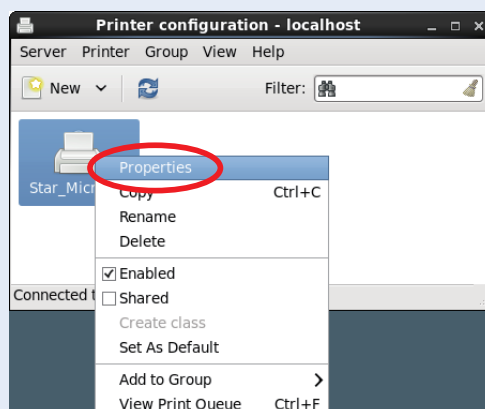 Printer configuration - localhost
Server Printer Group View Help
New Filter:
Star_Micr
Properties
Copy Ctrl+C
Rename
Delete
Enabled
Connected t
Shared
Create class
Set As Default
Add to Group
View Print Queue Ctrl+F